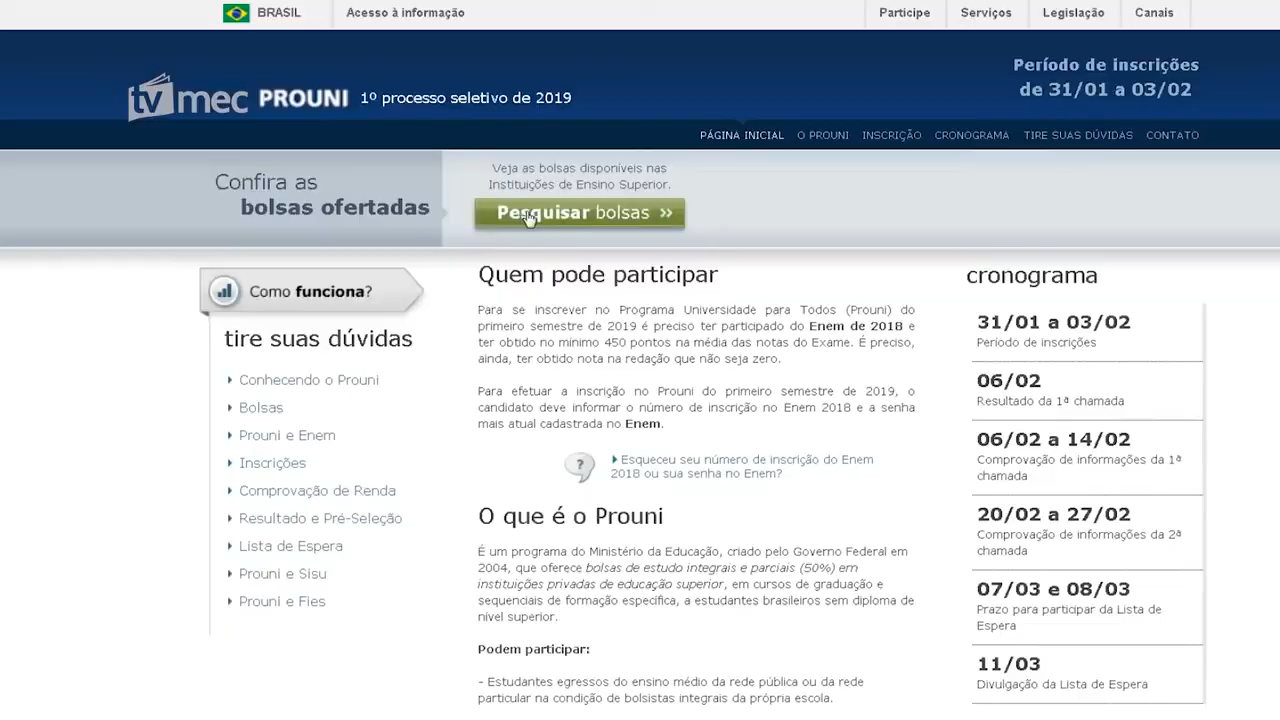 BRASIL
Acesso à informação
Participe
Serviços
Legislação
Canais
tv mec PROUNI 1º processo seletivo de 2019
Período de inscrições
de 31/01 a 03/02
PÁGINA INICIAL
O PROUNI
INSCRIÇÃO
CRONOGRAMA
TIRE SUAS DÚVIDAS
CONTATO
Confira as
bolsas ofertadas
Veja as bolsas disponíveis nas
Instituições de Ensino Superior.
Pesquisar bolsas »
Como funciona?
tire suas dúvidas
Conhecendo o Prouni
Bolsas
Prouni e Enem
Inscrições
Comprovação de Renda
Resultado e Pré-Seleção
Lista de Espera
Prouni e Sisu
Prouni e Fies
Quem pode participar
Para se inscrever no Programa Universidade para Todos (Prouni) do
primeiro semestre de 2019 é preciso ter participado do Enem de 2018 e
ter obtido no mínimo 450 pontos na média das notas do Exame. É preciso,
ainda, ter obtido nota na redação que não seja zero.
Para efetuar a inscrição no Prouni do primeiro semestre de 2019, o
candidato deve informar o número de inscrição no Enem 2018 e a senha
mais atual cadastrada no Enem.
?
Esqueceu seu número de inscrição do Enem
2018 ou sua senha no Enem?
O que é o Prouni
É um programa do Ministério da Educação, criado pelo Governo Federal em
2004, que oferece bolsas de estudo integrais e parciais (50%) em
instituições privadas de educação superior, em cursos de graduação e
sequenciais de formação específica, a estudantes brasileiros sem diploma de
nível superior.
Podem participar:
- Estudantes egressos do ensino médio da rede pública ou da rede
particular na condição de bolsistas integrais da própria escola.
cronograma
31/01 a 03/02
Período de inscrições
06/02
Resultado da 1ª chamada
06/02 a 14/02
Comprovação de informações da 1ª
chamada
20/02 a 27/02
Comprovação de informações da 2ª
chamada
07/03 e 08/03
Prazo para participar da Lista de
Espera
11/03
Divulgação da Lista de Espera